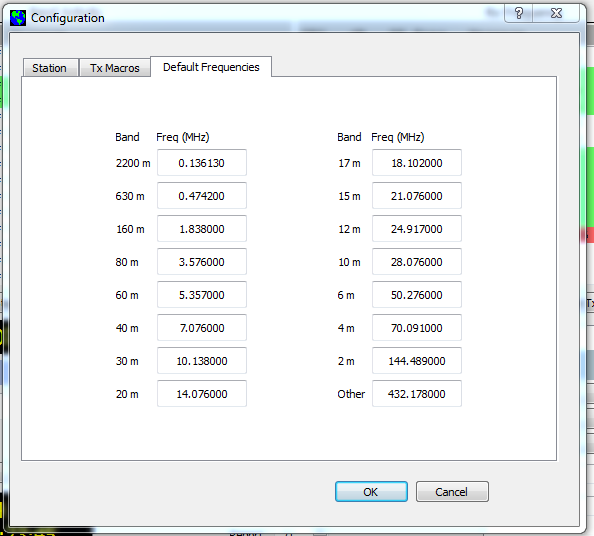 Configuration
Station Tx Macros Default Frequencies
Band Freq (MHz) Band Freq (MHz)
2200 m 0.136130 17 m 18.102000
630 m 0.474200 15 m 21.076000
160 m 1.838000 12 m 24.917000
80 m 3.576000 10 m 28.076000
60 m 5.357000 6 m 50.276000
40 m 7.076000 4 m 70.091000
30 m 10.138000 2 m 144.489000
20 m 14.076000 Other 432.178000
OK Cancel